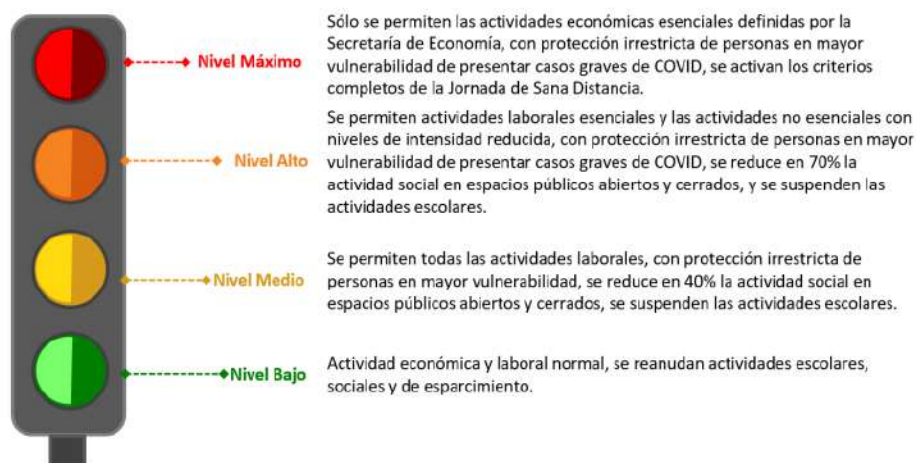 Nivel Máximo
Sólo se permiten las actividades económicas esenciales definidas por la
Secretaría de Economía, con protección irrestricta de personas en mayor
vulnerabilidad de presentar casos graves de COVID, se activan los criterios
completos de la Jornada de Sana Distancia.
Nivel Alto
Se permiten actividades laborales esenciales y las actividades no esenciales con
niveles de intensidad reducida, con protección irrestricta de personas en mayor
vulnerabilidad de presentar casos graves de COVID, se reduce en 70% la
actividad social en espacios públicos abiertos y cerrados, y se suspenden las
actividades escolares.
Nivel Medio
Se permiten todas las actividades laborales, con protección irrestricta de
personas en mayor vulnerabilidad, se reduce en 40% la actividad social en
espacios públicos abiertos y cerrados, se suspenden las actividades escolares.
Nivel Bajo
Actividad económica y laboral normal, se reanudan actividades escolares,
sociales y de esparcimiento.